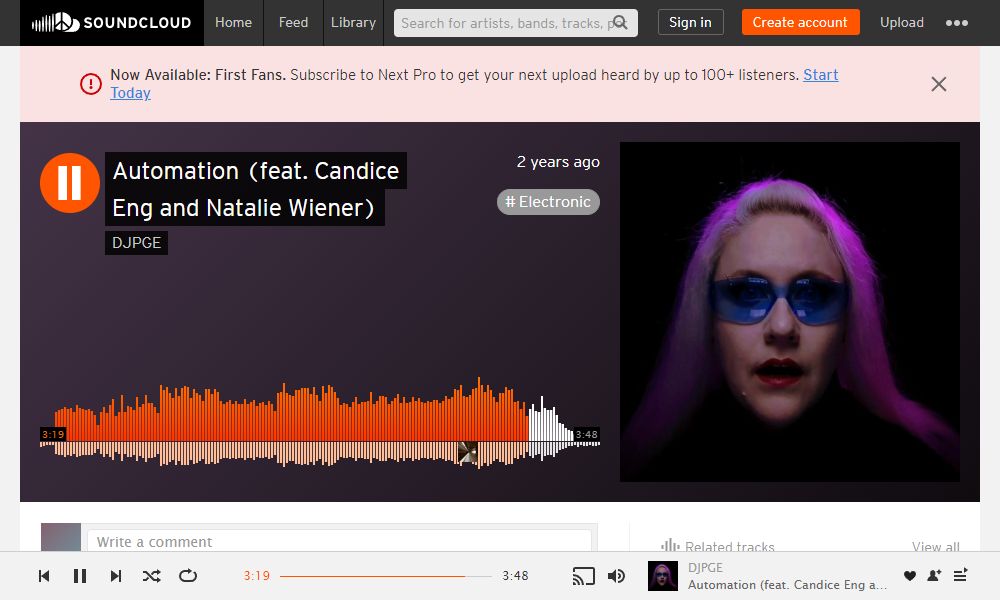 SOUNDCLOUD Home Feed Library Search for artists, bands, tracks, Sign in Create account Upload
Now Available: First Fans. Subscribe to Next Pro to get your next upload heard by up to 100+ listeners. Start
Today
Automation (feat. Candice
Eng and Natalie Wiener)
DJPGE
2 years ago
# Electronic
3:19
3:48
Write a comment
Related tracks
View all
3:19
3:48
DJPGE
Automation (feat. Candice Eng a...